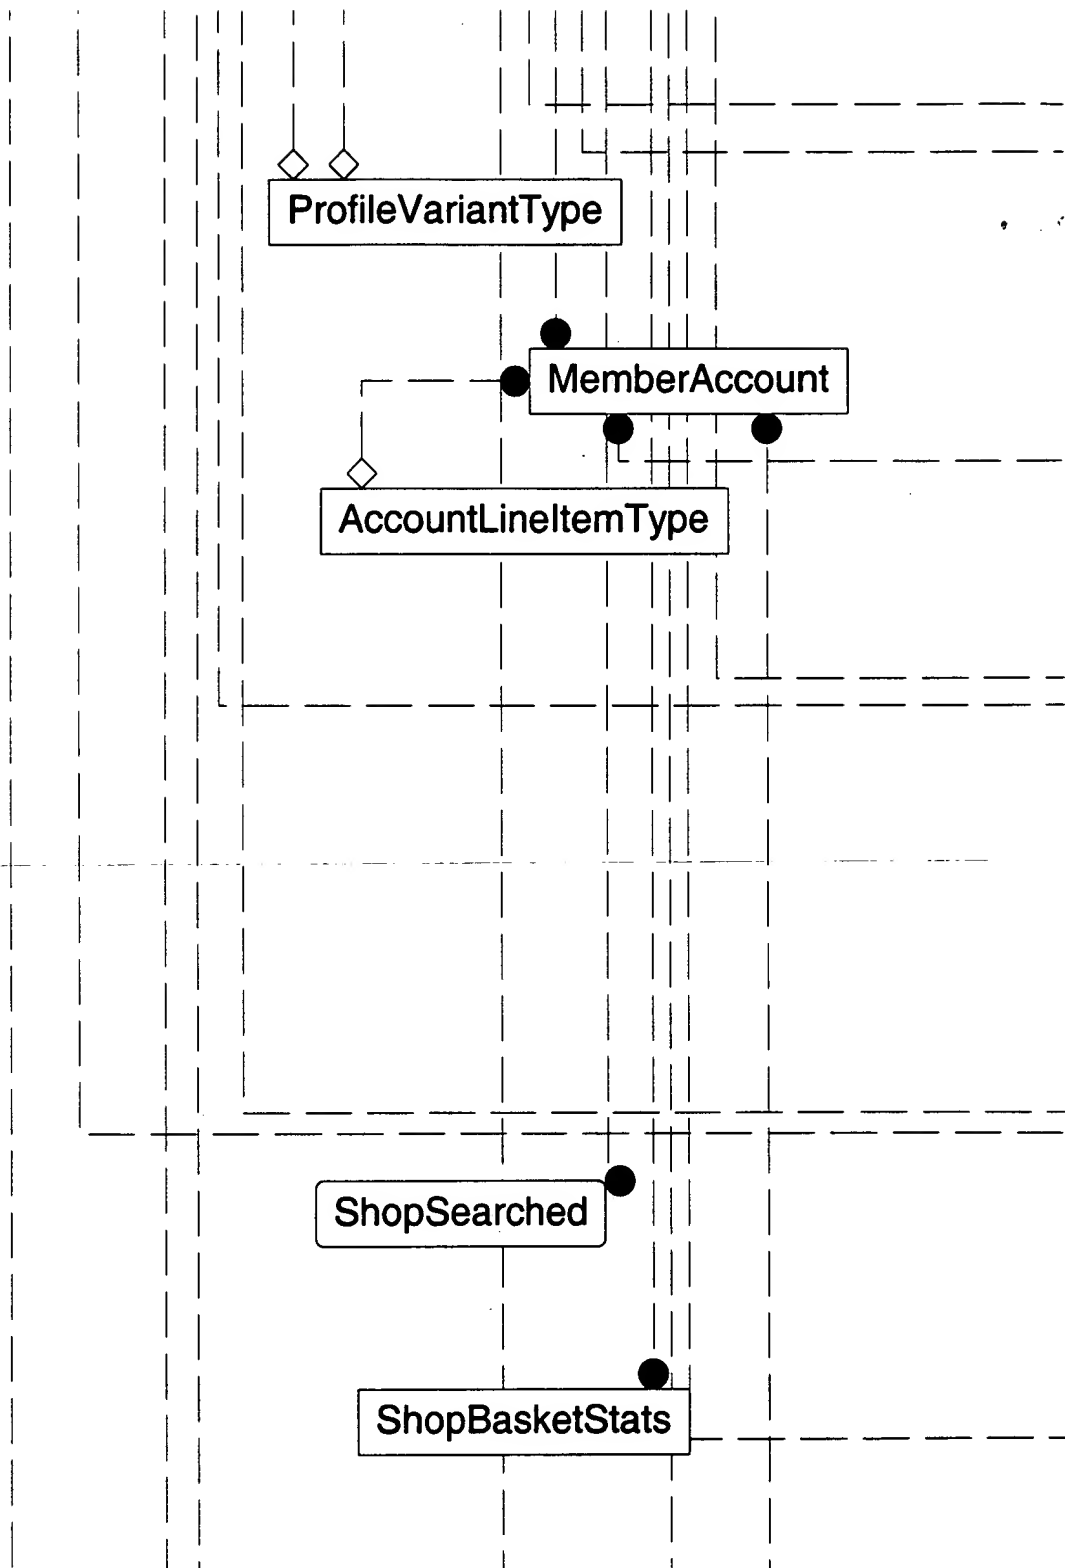 ProfileVariantType
MemberAccount
AccountLineItemType
ShopSearched
ShopBasketStats